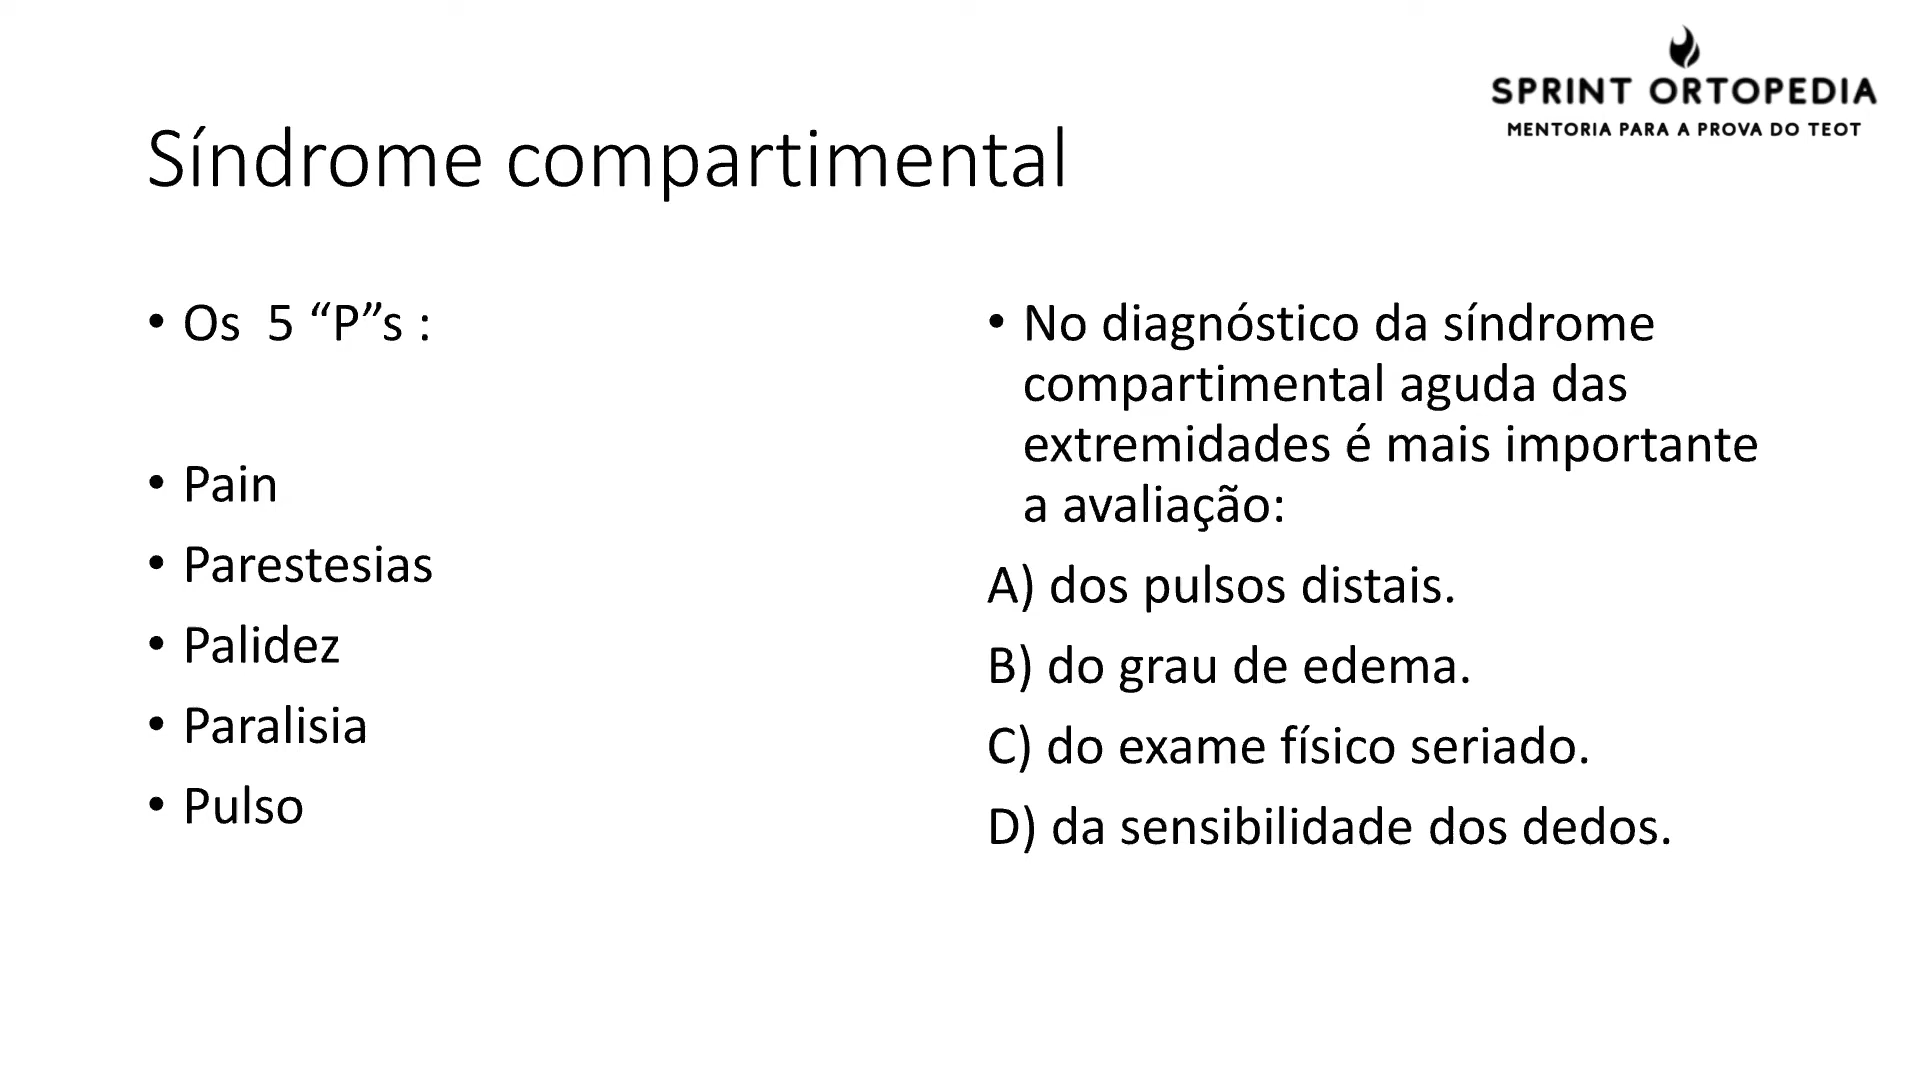 SPRINT ORTOPEDIA
MENTORIA PARA A PROVA DO TEOT
Síndrome compartimental
• Os  5 “P”s :
• Pain
• Parestesias
• Palidez
• Paralisia
• Pulso
• No diagnóstico da síndrome
compartimental aguda das
extremidades é mais importante
a avaliação:
A) dos pulsos distais.
B) do grau de edema.
C) do exame físico seriado.
D) da sensibilidade dos dedos.